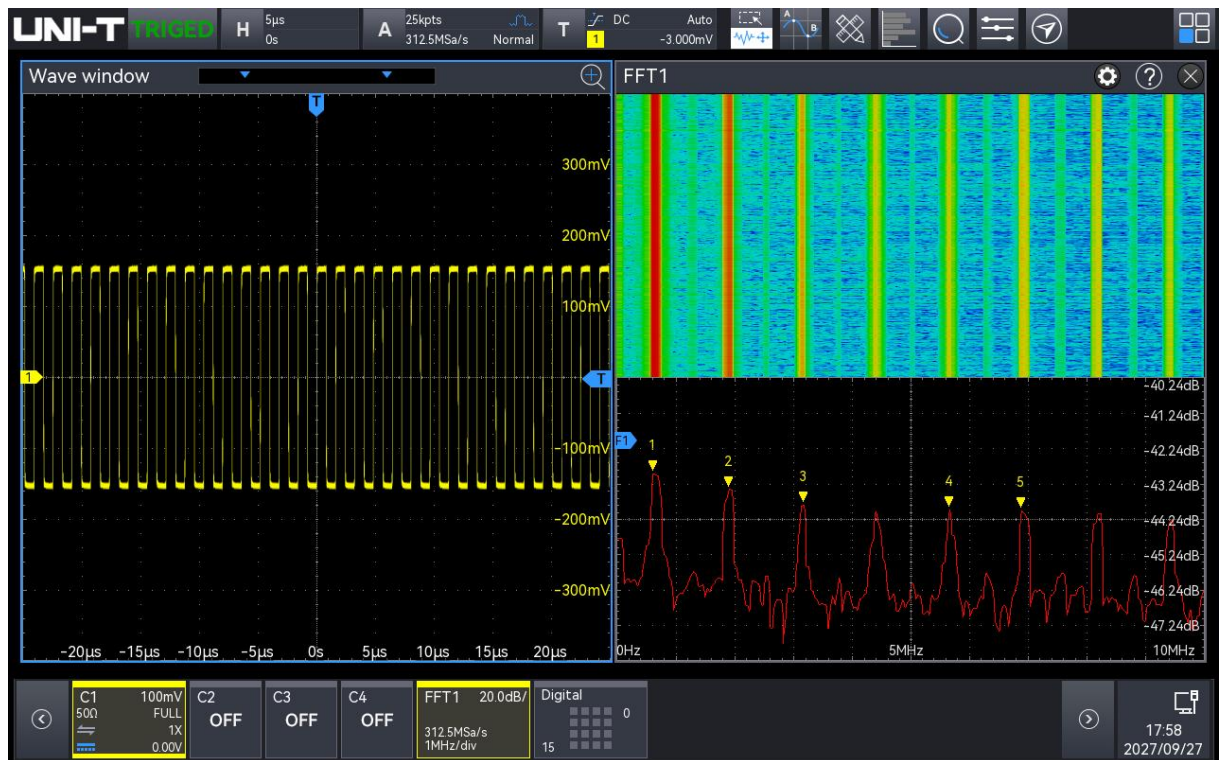 UNI-T TRIGED H 5μs A 25kpts T DC Auto
0s 312.5MSa/s Normal 1 -3.000mV
Wave window
FFT1
T
300mV
200mV
100mV
1 T
-100mV
-200mV
-300mV
-20μs -15μs -10μs -5μs 0s 5μs 10μs 15μs 20μs
-40.24dB
-41.24dB
F1 1 -42.24dB
2 3 4 5 -43.24dB
-44.24dB
-45.24dB
-46.24dB
-47.24dB
0Hz 5MHz 10MHz
C1 100mV
50Ω FULL
1X
0.00V
C2
OFF
C3
OFF
C4
OFF
FFT1 20.0dB/
312.5MSa/s
1MHz/div
Digital
0
15
17:58
2027/09/27